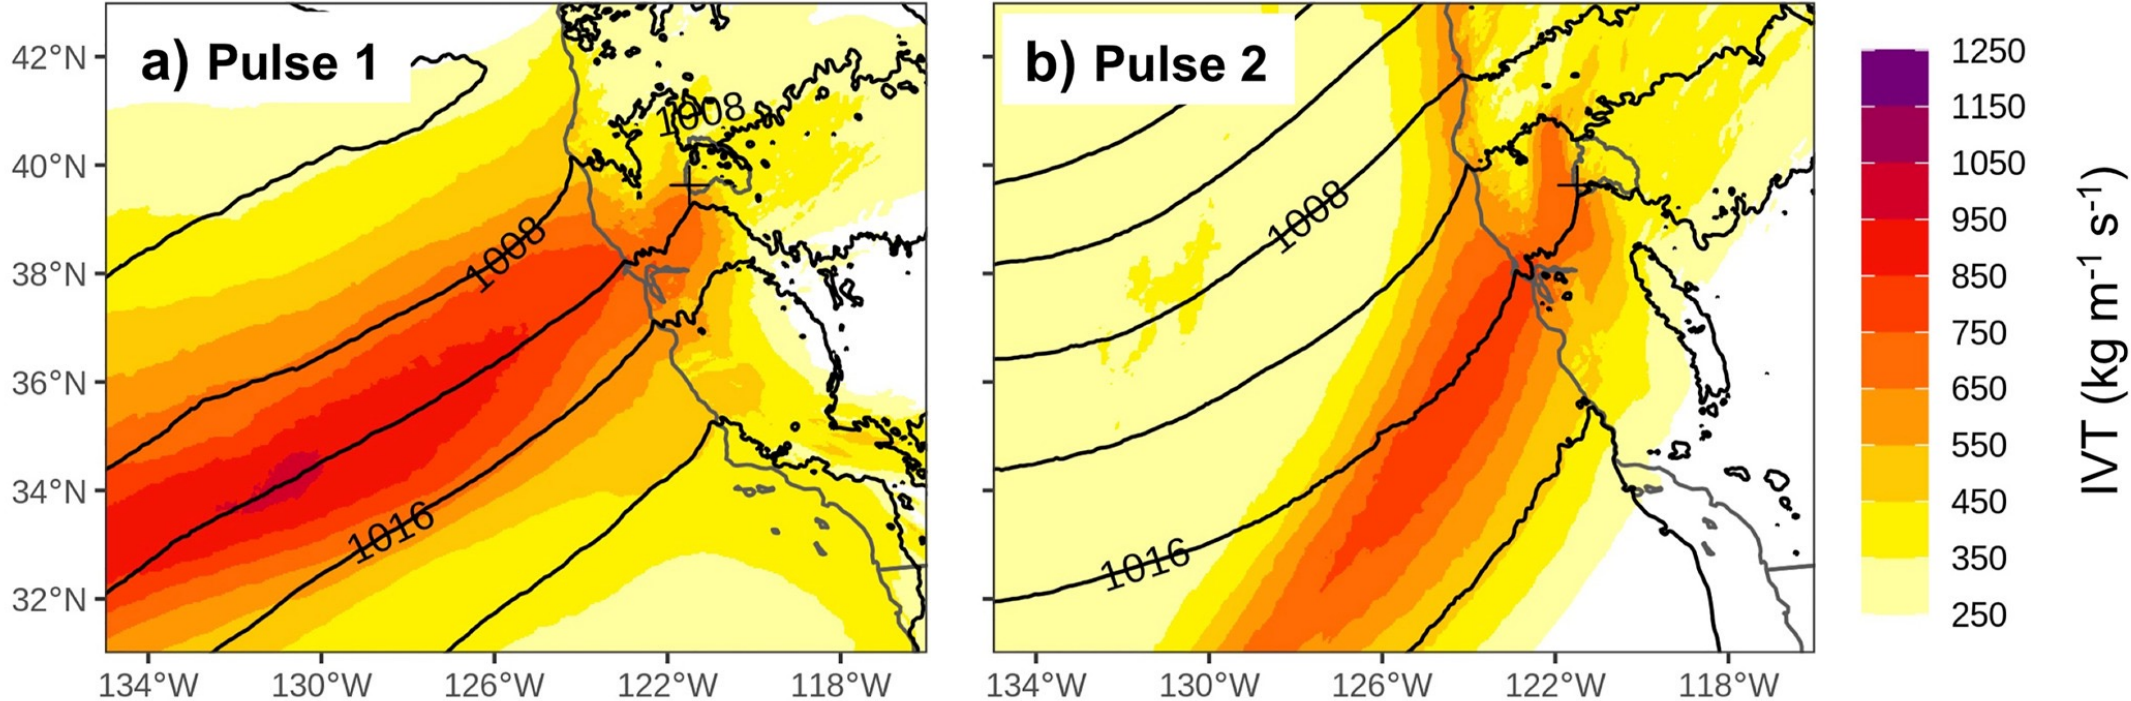 a) Pulse 1
b) Pulse 2
42°N
40°N
38°N
36°N
34°N
32°N
1008
1008
1016
1008
1016
134°W
130°W
126°W
122°W
118°W
134°W
130°W
126°W
122°W
118°W
1250
1150
1050
950
850
750
650
550
450
350
250
IVT (kg m⁻¹ s⁻¹)